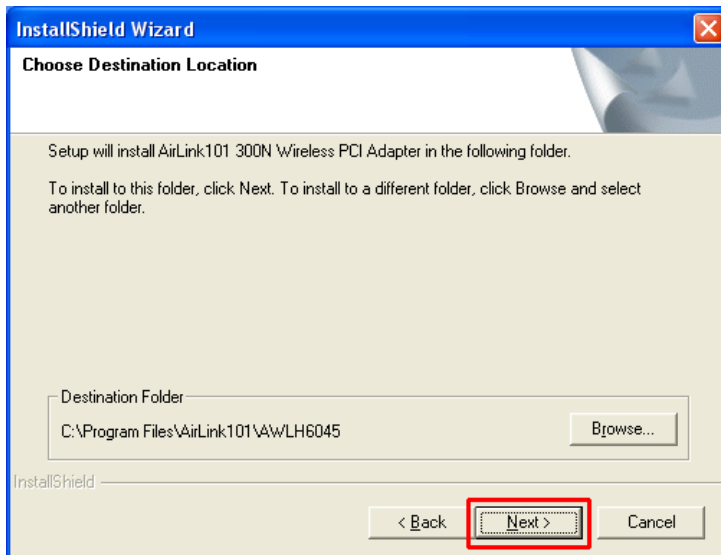 InstallShield Wizard
Choose Destination Location
Setup will install AirLink101 300N Wireless PCI Adapter in the following folder.
To install to this folder, click Next. To install to a different folder, click Browse and select
another folder.
Destination Folder
C:\Program Files\AirLink101\AWLH6045
Browse...
InstallShield
< Back
Next >
Cancel